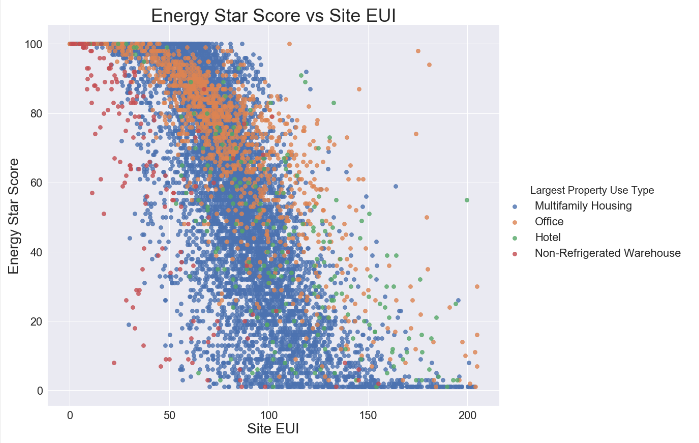 Energy Star Score vs Site EUI
100
80
60
40
20
0
Energy Star Score
0 50 100 150 200
Site EUI
Largest Property Use Type
Multifamily Housing
Office
Hotel
Non-Refrigerated Warehouse